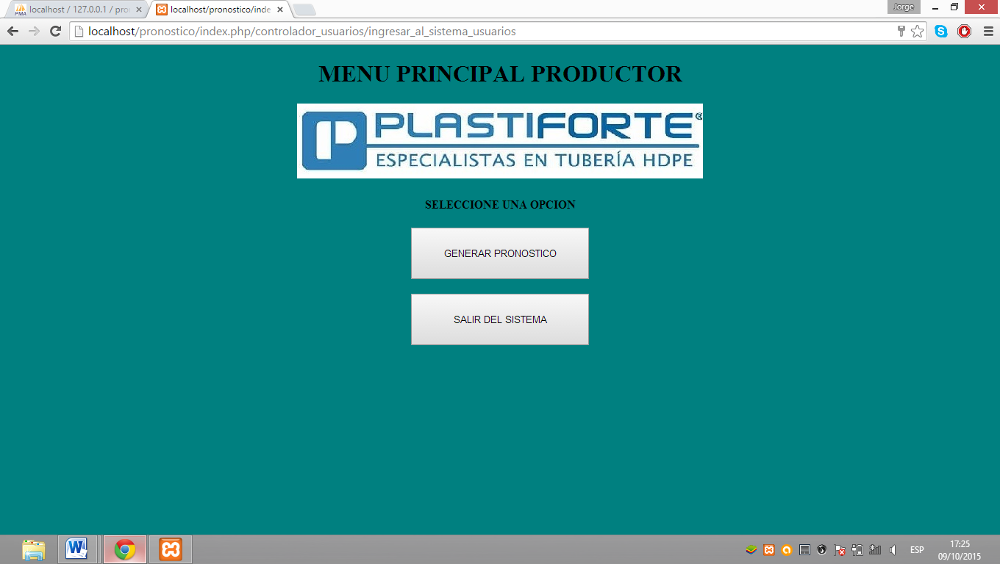 Jorge
PMA localhost / 127.0.0.1 / pro
localhost/pronostico/inde
localhost/pronostico/index.php/controlador_usuarios/ingresar_al_sistema_usuarios
MENU PRINCIPAL PRODUCTOR
PLASTIFORTE®
ESPECIALISTAS EN TUBERÍA HDPE
SELECCIONE UNA OPCION
GENERAR PRONOSTICO
SALIR DEL SISTEMA
ESP
17:25
09/10/2015